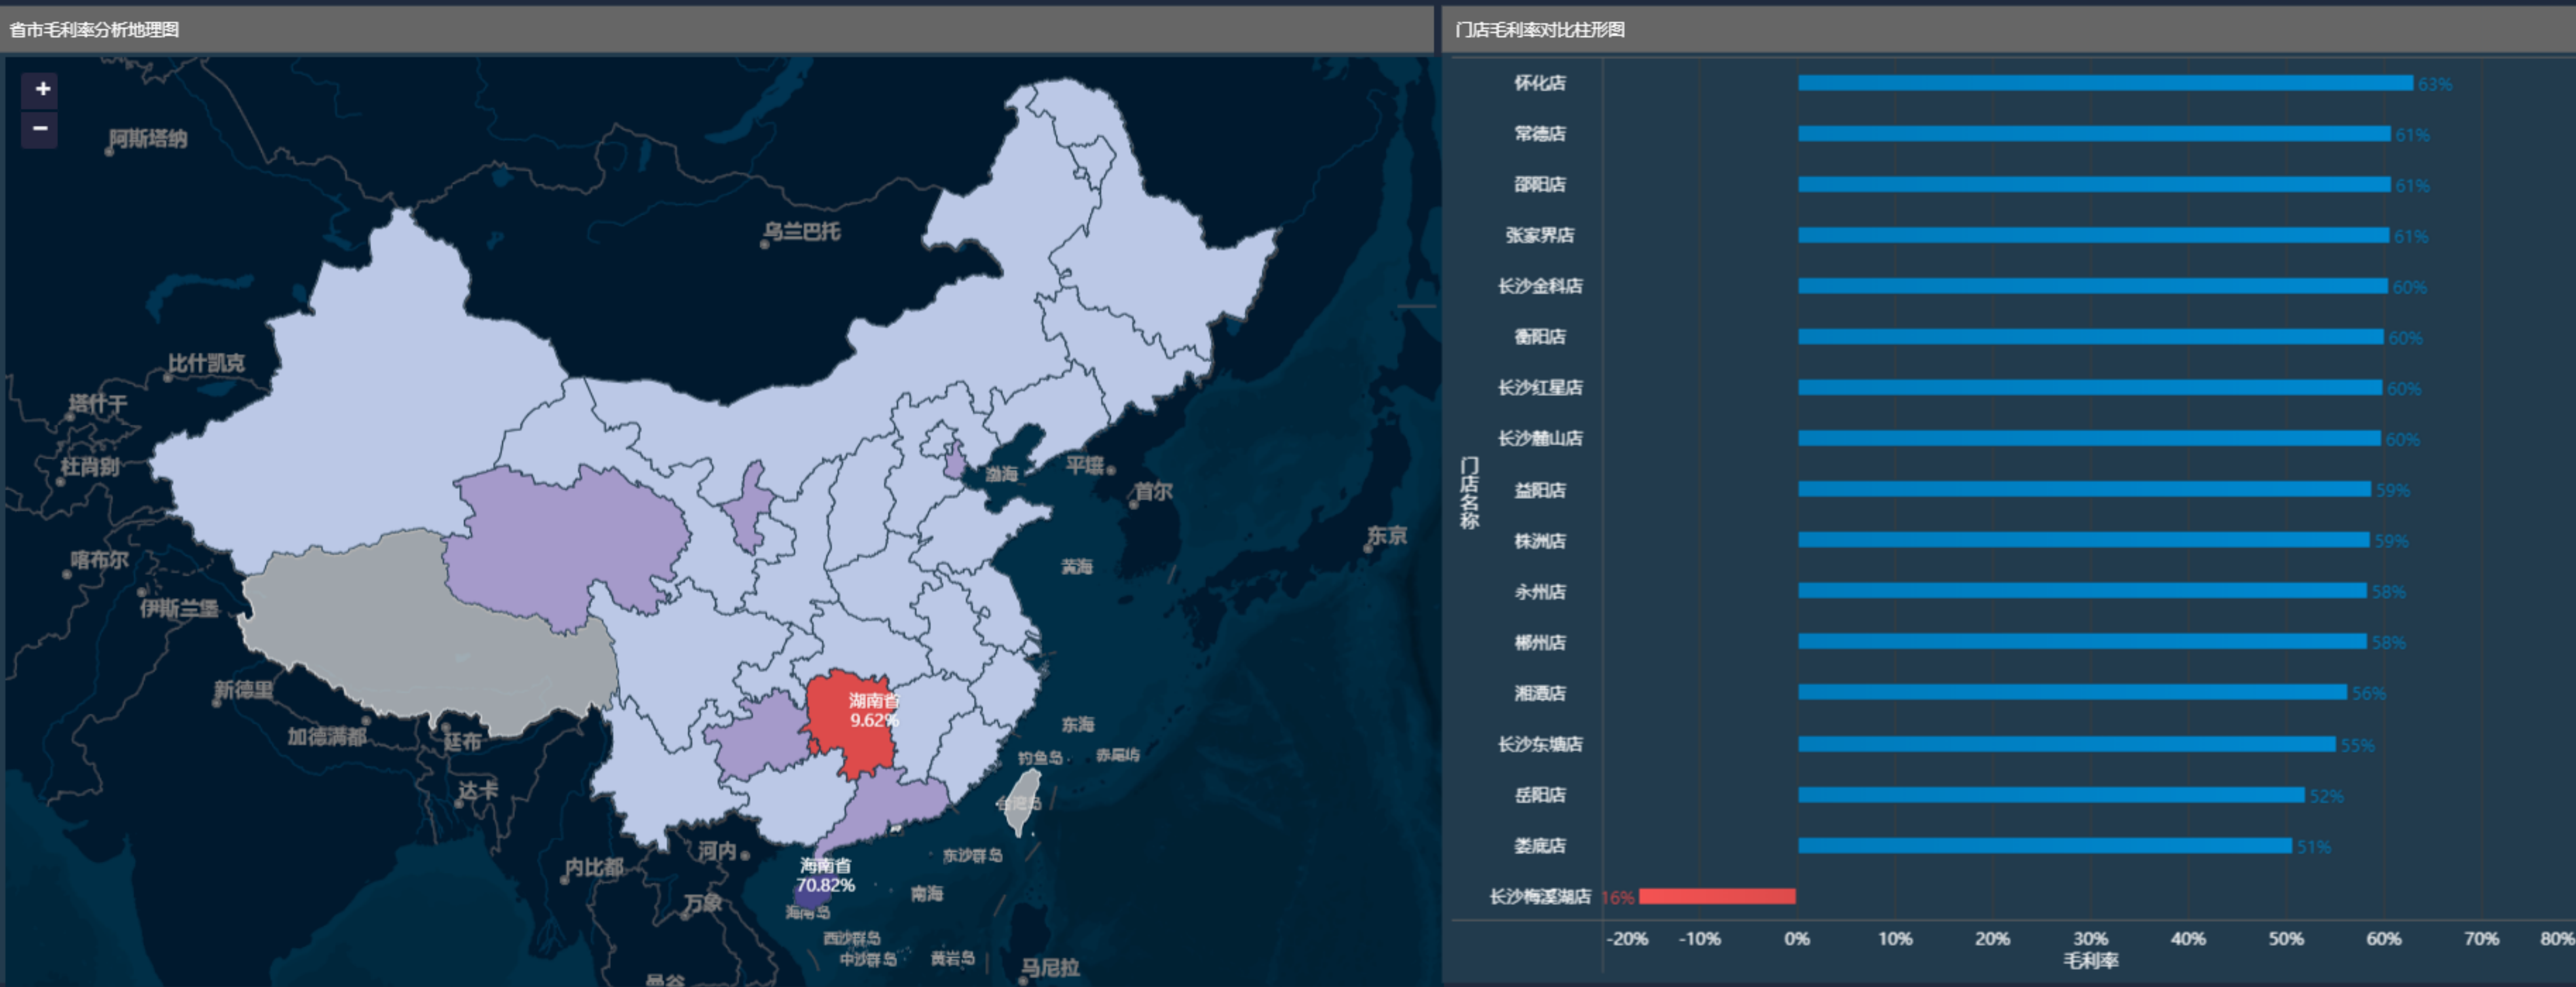 省市毛利率分析地理图
+
−
阿斯塔纳
乌兰巴托
比什凯克
塔什干
杜尚别
渤海
平壤
首尔
东京
喀布尔
伊斯兰堡
黄海
新德里
加德满都
廷布
湖南省
9.62%
东海
钓鱼岛
赤尾屿
达卡
台湾岛
河内
内比都
海南省
70.82%
东沙群岛
万象
南海
海南岛
西沙群岛
中沙群岛
黄岩岛
马尼拉
曼谷
门店毛利率对比柱形图
门店名称
怀化店 63%
常德店 61%
邵阳店 61%
张家界店 61%
长沙金科店 60%
衡阳店 60%
长沙红星店 60%
长沙麓山店 60%
益阳店 59%
株洲店 59%
永州店 58%
郴州店 58%
湘潭店 56%
长沙东塘店 55%
岳阳店 52%
娄底店 51%
长沙梅溪湖店 16%
-20% -10% 0% 10% 20% 30% 40% 50% 60% 70% 80%
毛利率